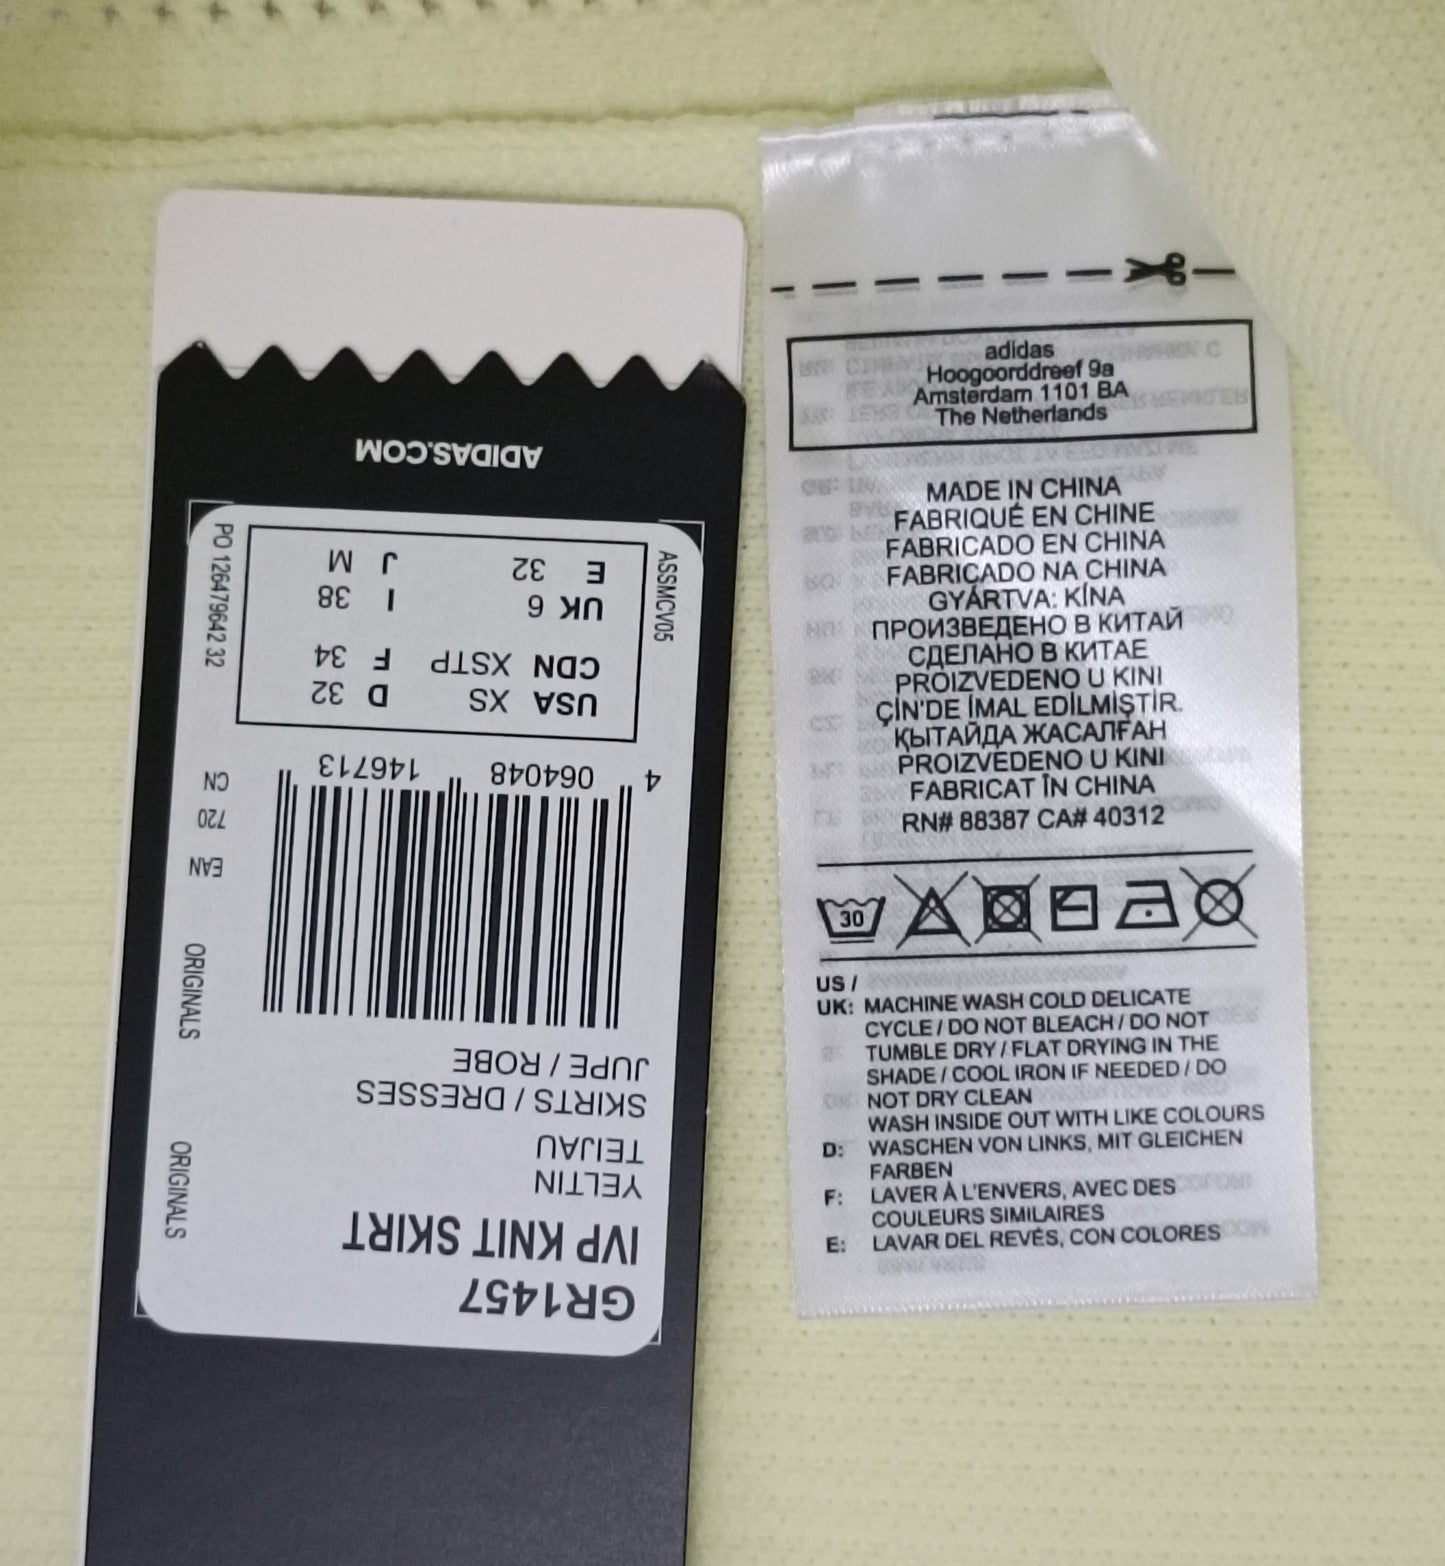 ADIDAS.COM
ASSMCV05
PO 126479642 32
USA XS D 32
CDN XSTP F 34
UK 6 I 38
E 32 J M
4 064048 146713
CN
720
EAN
ORIGINALS
ORIGINALS
JUPE / ROBE
SKIRTS / DRESSES
TEIJAU
YELTIN
IVP KNIT SKIRT
GR1457
adidas
Hoogoorddreef 9a
Amsterdam 1101 BA
The Netherlands
MADE IN CHINA
FABRIQUÉ EN CHINE
FABRICADO EN CHINA
FABRICADO NA CHINA
GYÁRTVA: KÍNA
ПРОИЗВЕДЕНО В КИТАЙ
СДЕЛАНО В КИТАЕ
PROIZVEDENO U KINI
ÇİN'DE İMAL EDİLMİŞTİR.
ҚЫТАЙДА ЖАСАЛҒАН
PROIZVEDENO U KINI
FABRICAT ÎN CHINA
RN# 88387 CA# 40312
30
US /
UK: MACHINE WASH COLD DELICATE
CYCLE / DO NOT BLEACH / DO NOT
TUMBLE DRY / FLAT DRYING IN THE
SHADE / COOL IRON IF NEEDED / DO
NOT DRY CLEAN
WASH INSIDE OUT WITH LIKE COLOURS
D: WASCHEN VON LINKS, MIT GLEICHEN
FARBEN
F: LAVER À L'ENVERS, AVEC DES
COULEURS SIMILAIRES
E: LAVAR DEL REVÉS, CON COLORES